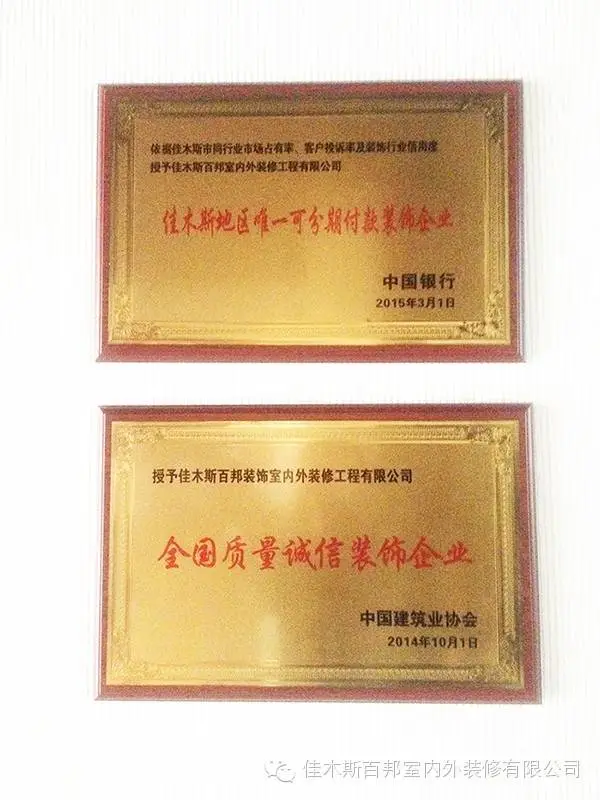 依据佳木斯市同行业市场占有率、客户投诉率及装饰行业信用度
授予佳木斯百邦室内外装修工程有限公司
佳木斯地区唯一可分期付款装饰企业
中国银行
2015年3月1日
授予佳木斯百邦装饰室内外装修工程有限公司
全国质量诚信装饰企业
中国建筑业协会
2014年10月1日
佳木斯百邦室内外装修有限公司